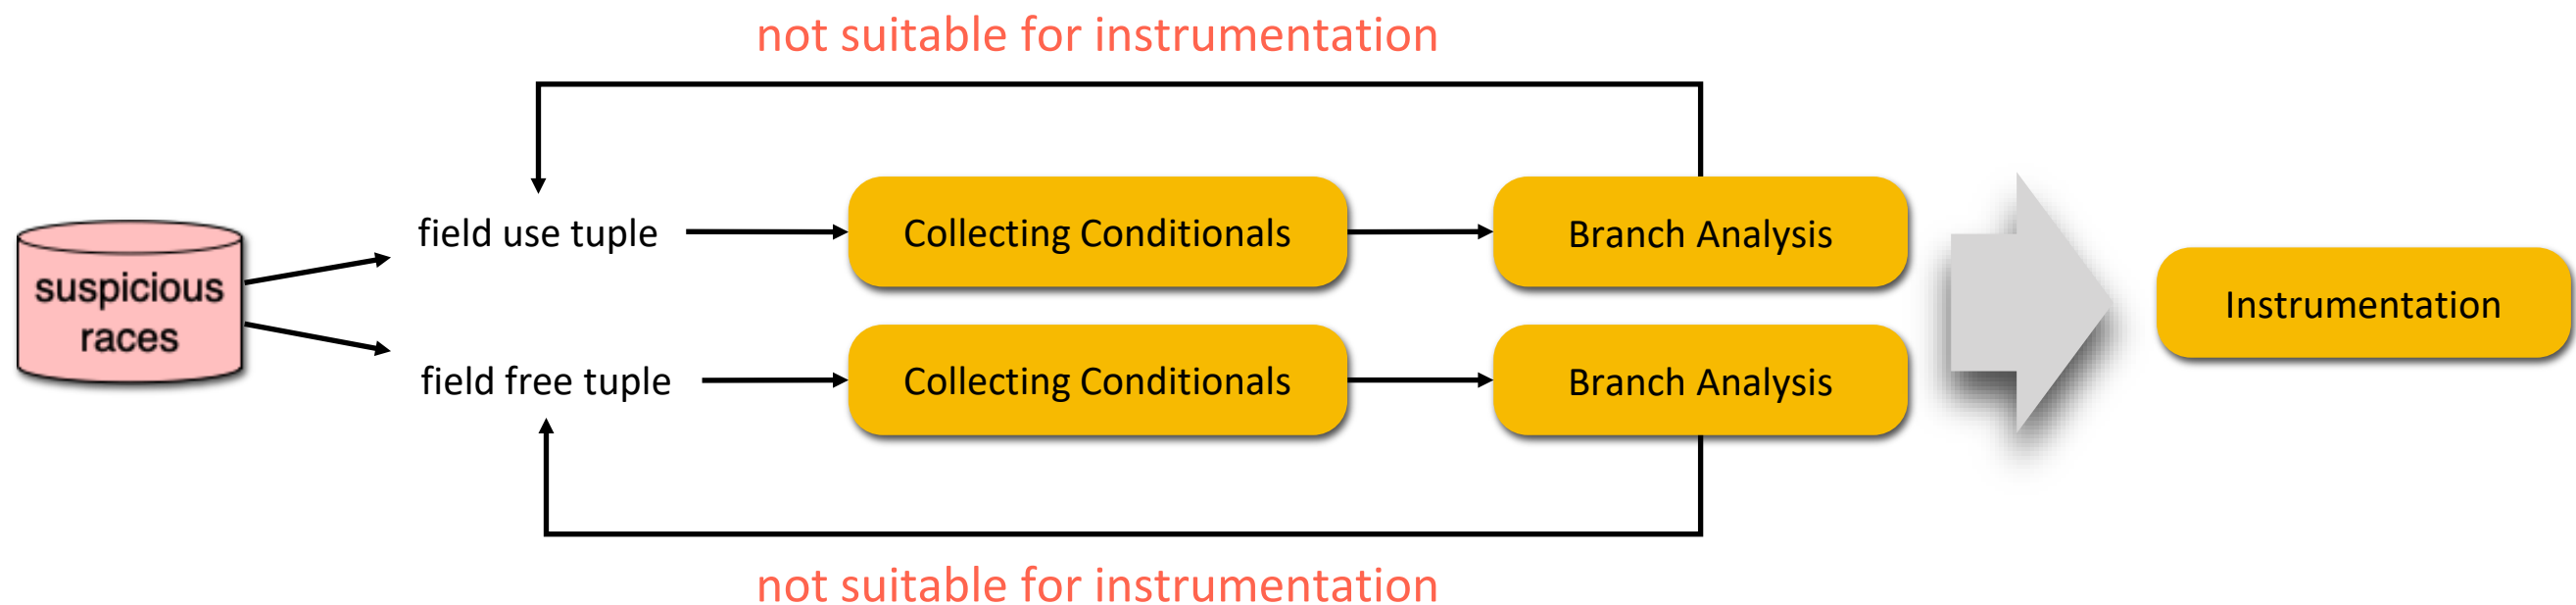 not suitable for instrumentation
suspicious
races
field use tuple
Collecting Conditionals
Branch Analysis
field free tuple
Collecting Conditionals
Branch Analysis
Instrumentation
not suitable for instrumentation